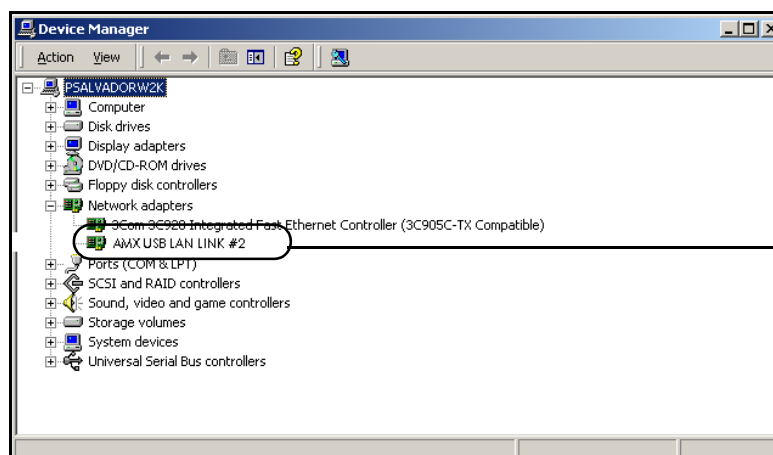 Device Manager
Action View
PSALVADORW2K
Computer
Disk drives
Display adapters
DVD/CD-ROM drives
Floppy disk controllers
Network adapters
3Com 3C920 Integrated Fast Ethernet Controller (3C905C-TX Compatible)
AMX USB LAN LINK #2
Ports (COM & LPT)
SCSI and RAID controllers
Sound, video and game controllers
Storage volumes
System devices
Universal Serial Bus controllers